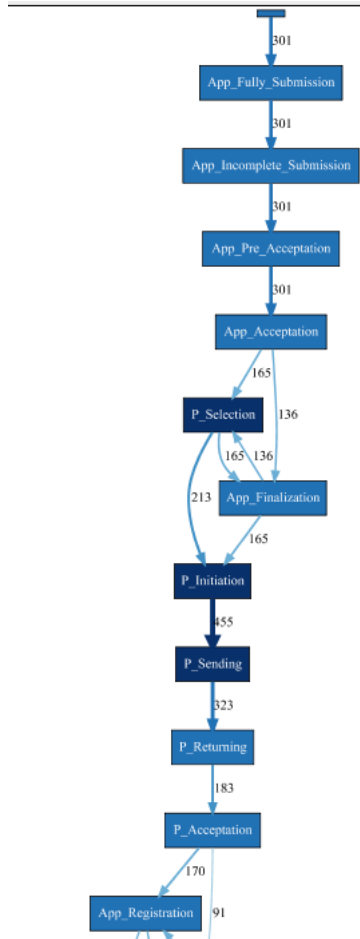 301
App_Fully_Submission
301
App_Incomplete_Submission
301
App_Pre_Acceptation
301
App_Acceptation
165
P_Selection
136
165
136
213
App_Finalization
165
P_Initiation
455
P_Sending
323
P_Returning
183
P_Acceptation
170
App_Registration
91